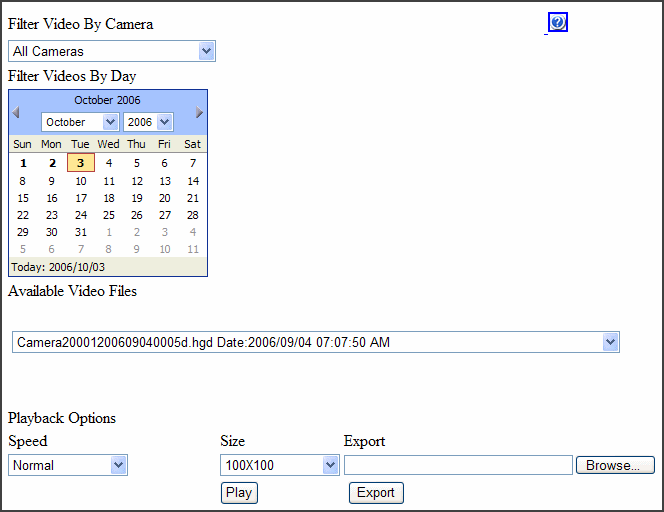 Filter Video By Camera
?
All Cameras
Filter Videos By Day
October 2006
October 2006
Sun Mon Tue Wed Thu Fri Sat
1 2 3 4 5 6 7
8 9 10 11 12 13 14
15 16 17 18 19 20 21
22 23 24 25 26 27 28
29 30 31 1 2 3 4
5 6 7 8 9 10 11
Today: 2006/10/03
Available Video Files
Camera20001200609040005d.hgd Date:2006/09/04 07:07:50 AM
Playback Options
Speed Size Export
Normal 100X100 Browse...
Play Export